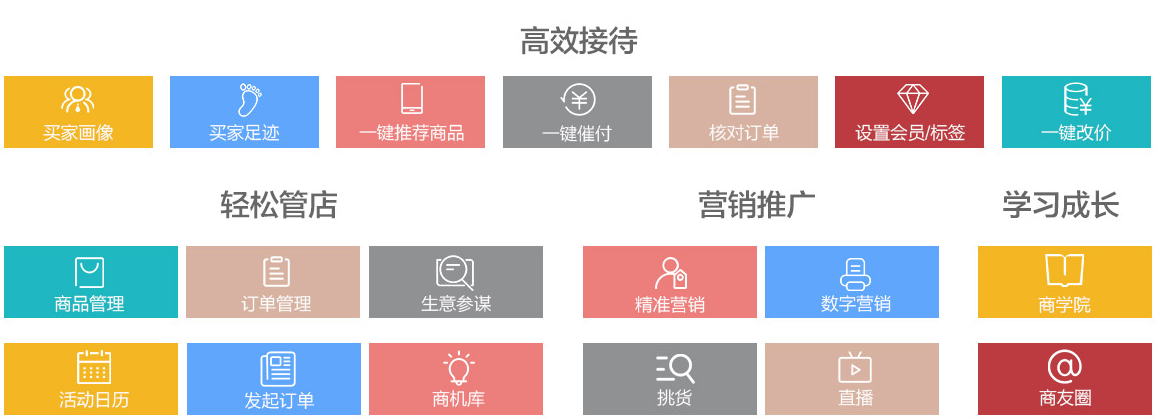 高效接待
买家画像
买家足迹
一键推荐商品
一键催付
核对订单
设置会员/标签
一键改价
轻松管店
营销推广
学习成长
商品管理
订单管理
生意参谋
精准营销
数字营销
商学院
活动日历
发起订单
商机库
挑货
直播
商友圈